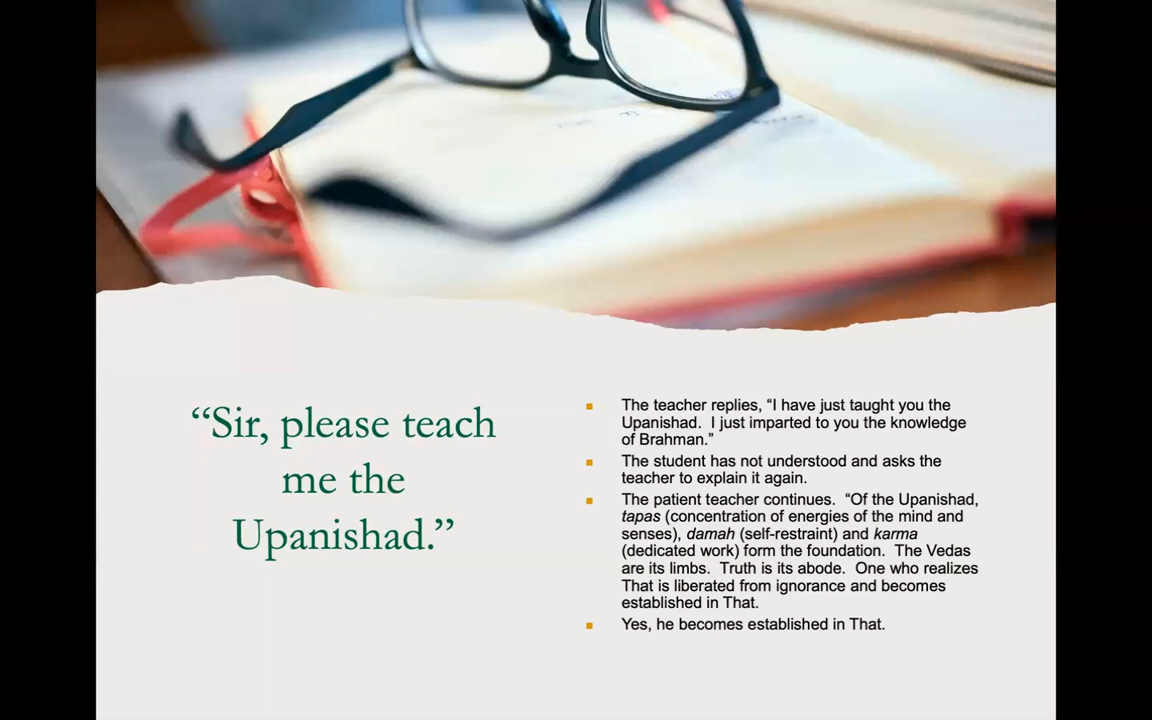 “Sir, please teach
me the
Upanishad.”
The teacher replies, “I have just taught you the
Upanishad.  I just imparted to you the knowledge
of Brahman.”
The student has not understood and asks the
teacher to explain it again.
The patient teacher continues.  “Of the Upanishad,
tapas (concentration of energies of the mind and
senses), damah (self-restraint) and karma
(dedicated work) form the foundation.  The Vedas
are its limbs.  Truth is its abode.  One who realizes
That is liberated from ignorance and becomes
established in That.
Yes, he becomes established in That.